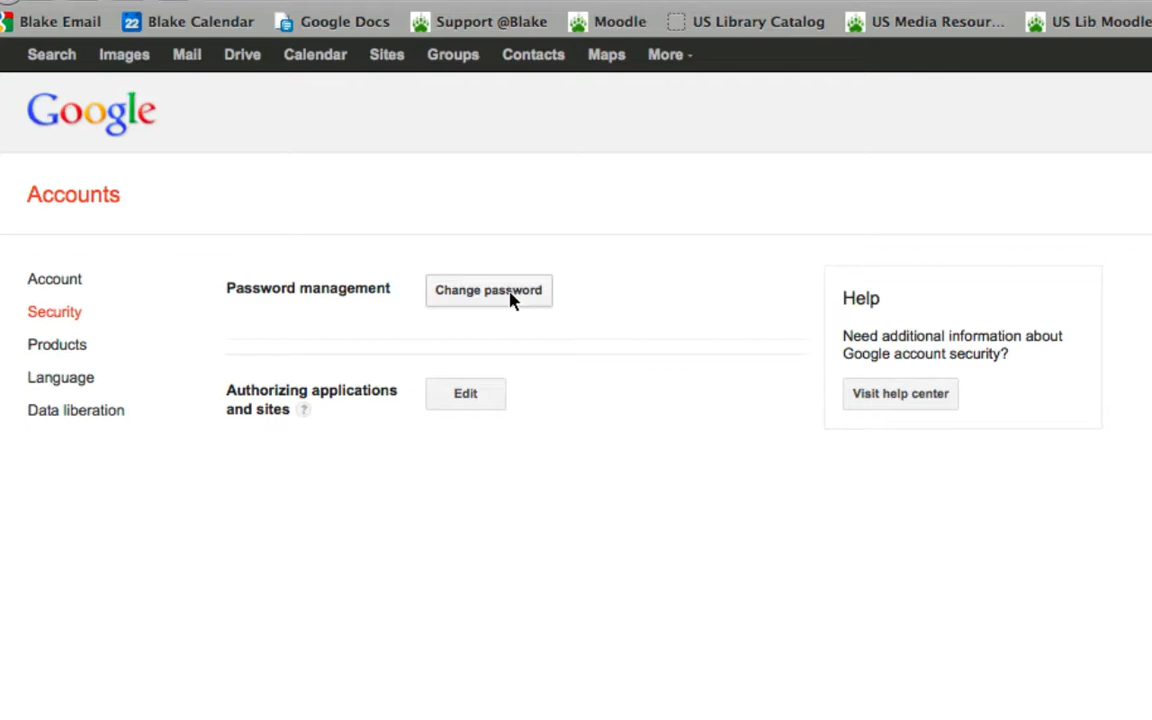 Blake Email 22 Blake Calendar Google Docs Support @Blake Moodle US Library Catalog US Media Resour... US Lib Moodle
Search Images Mail Drive Calendar Sites Groups Contacts Maps More
Google
Accounts
Account
Security
Products
Language
Data liberation
Password management Change password
Authorizing applications
and sites ? Edit
Help
Need additional information about
Google account security?
Visit help center